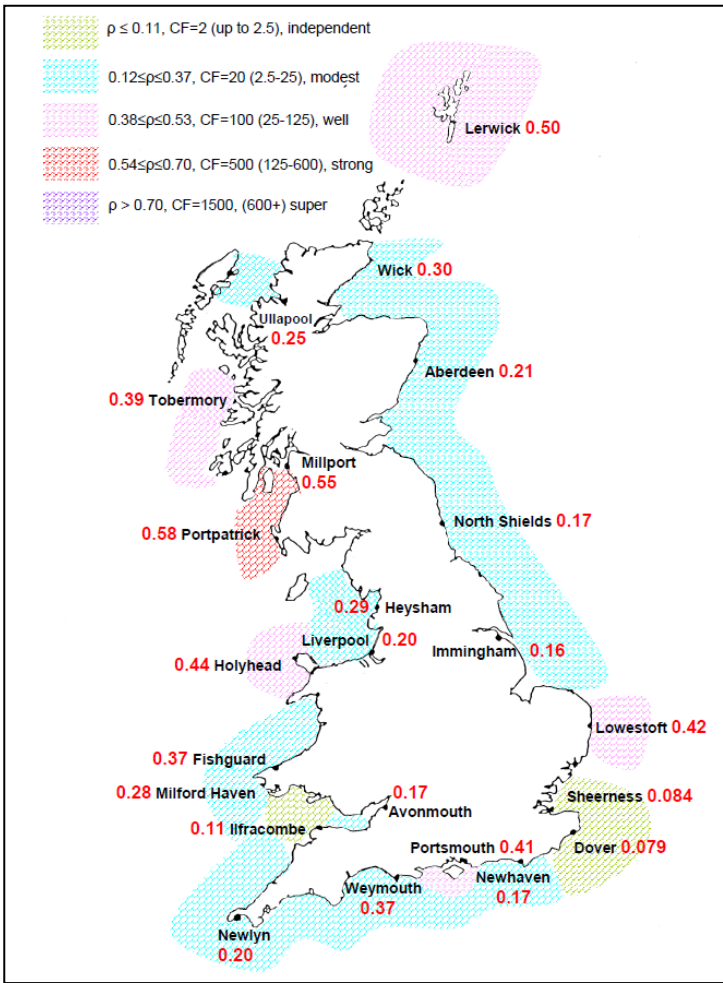 ρ ≤ 0.11, CF=2 (up to 2.5), independent
0.12≤ρ≤0.37, CF=20 (2.5-25), modest
0.38≤ρ≤0.53, CF=100 (25-125), well
0.54≤ρ≤0.70, CF=500 (125-600), strong
ρ > 0.70, CF=1500, (600+) super
Lerwick 0.50
Wick 0.30
Ullapool
0.25
Aberdeen 0.21
0.39 Tobermory
Millport
0.55
North Shields 0.17
0.58 Portpatrick
0.29 Heysham
Liverpool 0.20
Immingham 0.16
0.44 Holyhead
Lowestoft 0.42
0.37 Fishguard
0.28 Milford Haven
0.17
Avonmouth
Sheerness 0.084
0.11 Ilfracombe
Dover 0.079
Portsmouth 0.41
Weymouth
0.37
Newhaven
0.17
Newlyn
0.20